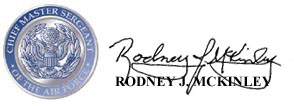 CHIEF MASTER SERGEANT
OF THE AIR FORCE
Rodney J. McKinley
RODNEY J. MCKINLEY